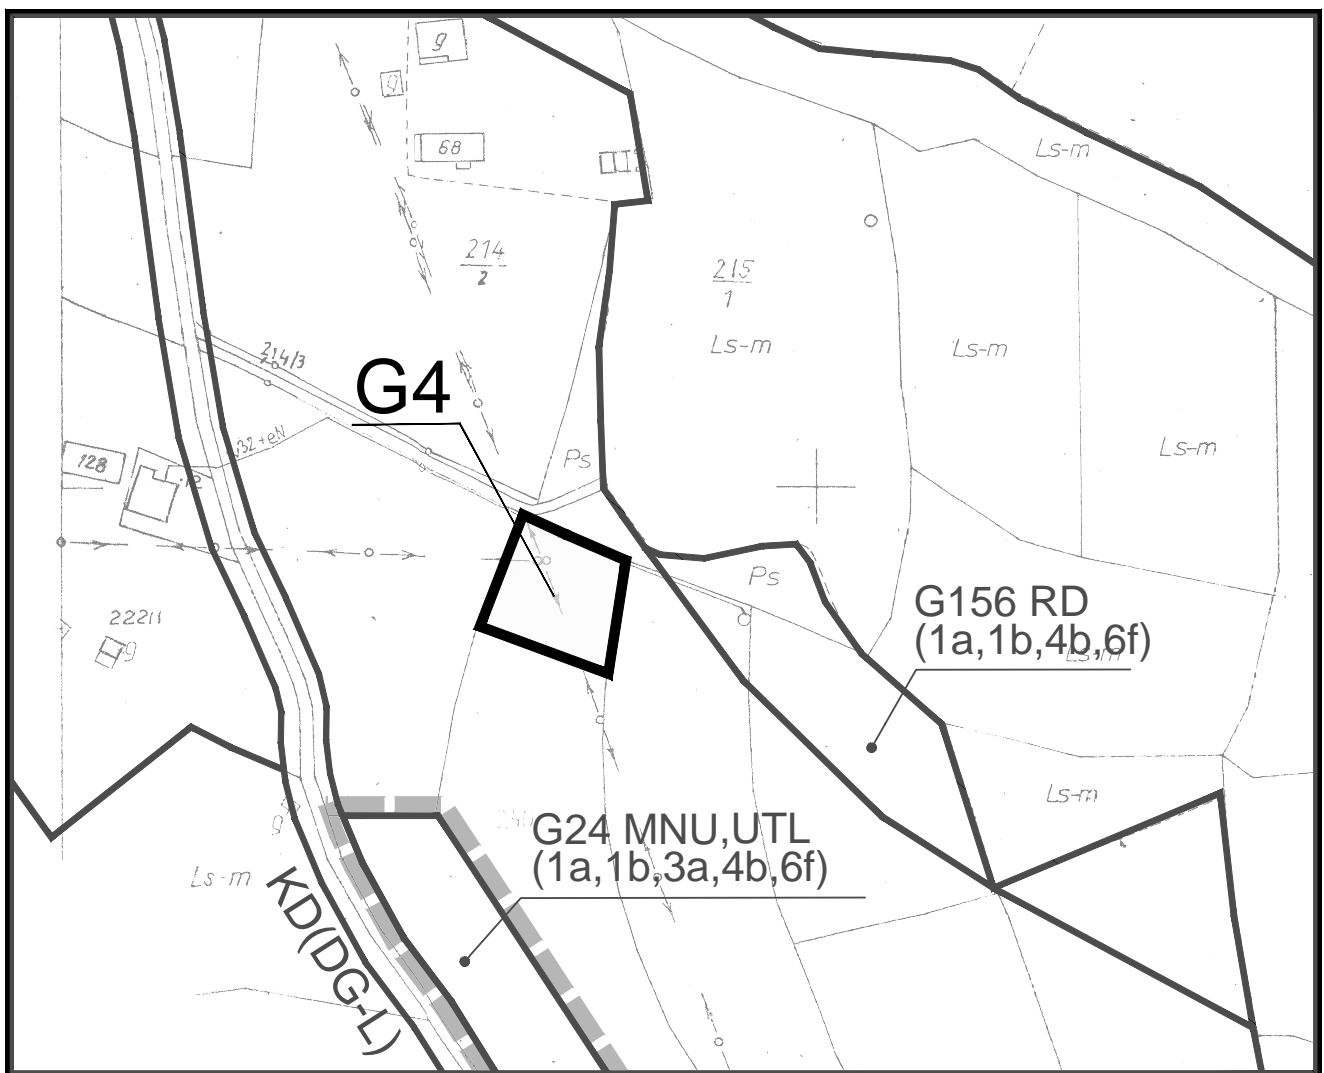 g
g
68
Ls-m
214
2
215
1
Ls-m
Ls-m
214/3
G4
Ls-m
128
Ps
Ps
G156 RD
(1a,1b,4b,6f)
Ls-m
g
Ls-m
g
G24 MNU,UTL
(1a,1b,3a,4b,6f)
Ls-m
KD(DG-L)